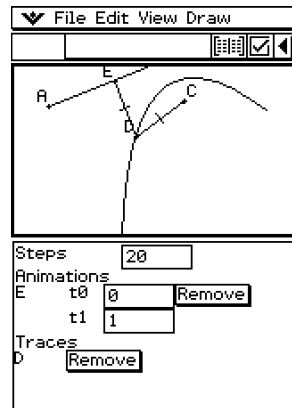 File Edit View Draw
E
A
C
D
Steps 20
Animations
E t0 0 Remove
t1 1
Traces
D Remove